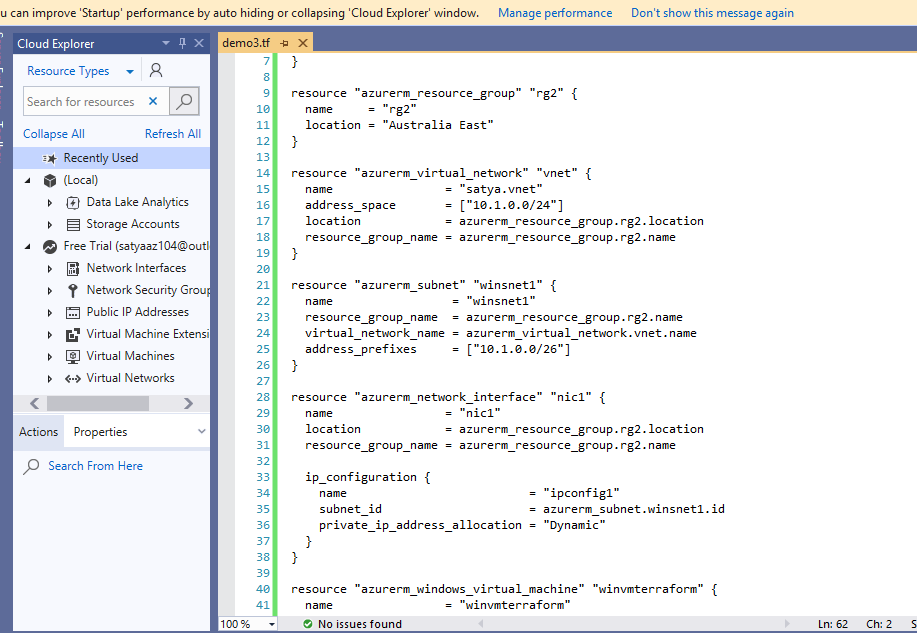 u can improve 'Startup' performance by auto hiding or collapsing 'Cloud Explorer' window. Manage performance Don't show this message again
Cloud Explorer
Resource Types
Search for resources
Collapse All Refresh All
Recently Used
(Local)
Data Lake Analytics
Storage Accounts
Free Trial (satyaaz104@outl
Network Interfaces
Network Security Group
Public IP Addresses
Virtual Machine Extensi
Virtual Machines
Virtual Networks
Actions Properties
Search From Here
demo3.tf
7 }
8
9 resource "azurerm_resource_group" "rg2" {
10   name     = "rg2"
11   location = "Australia East"
12 }
13
14 resource "azurerm_virtual_network" "vnet" {
15   name                = "satya.vnet"
16   address_space       = ["10.1.0.0/24"]
17   location            = azurerm_resource_group.rg2.location
18   resource_group_name = azurerm_resource_group.rg2.name
19 }
20
21 resource "azurerm_subnet" "winsnet1" {
22   name                 = "winsnet1"
23   resource_group_name  = azurerm_resource_group.rg2.name
24   virtual_network_name = azurerm_virtual_network.vnet.name
25   address_prefixes     = ["10.1.0.0/26"]
26 }
27
28 resource "azurerm_network_interface" "nic1" {
29   name                = "nic1"
30   location            = azurerm_resource_group.rg2.location
31   resource_group_name = azurerm_resource_group.rg2.name
32
33   ip_configuration {
34     name                          = "ipconfig1"
35     subnet_id                     = azurerm_subnet.winsnet1.id
36     private_ip_address_allocation = "Dynamic"
37   }
38 }
39
40 resource "azurerm_windows_virtual_machine" "winvmterraform" {
41   name                = "winvmterraform"
100 % No issues found Ln: 62 Ch: 2 S